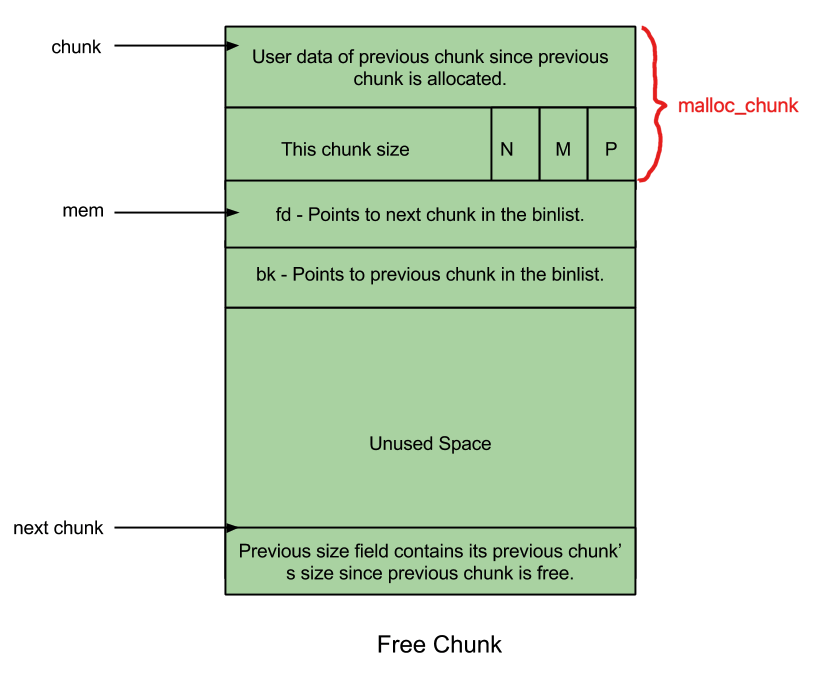 chunk
User data of previous chunk since previous
chunk is allocated.
malloc_chunk
This chunk size
N
M
P
mem
fd - Points to next chunk in the binlist.
bk - Points to previous chunk in the binlist.
Unused Space
next chunk
Previous size field contains its previous chunk’
s size since previous chunk is free.
Free Chunk